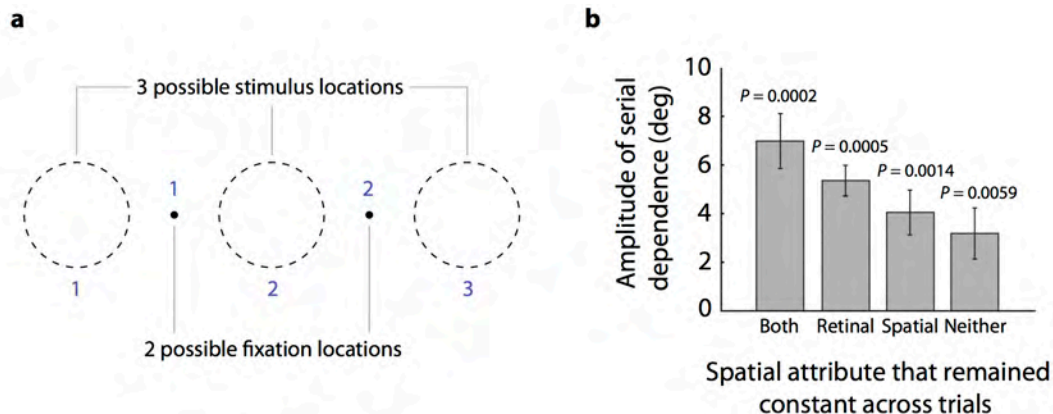 a
3 possible stimulus locations
1
2
1
2
3
2 possible fixation locations
b
Amplitude of serial
dependence (deg)
10
8
6
4
2
0
P = 0.0002
P = 0.0005
P = 0.0014
P = 0.0059
Both Retinal Spatial Neither
Spatial attribute that remained
constant across trials